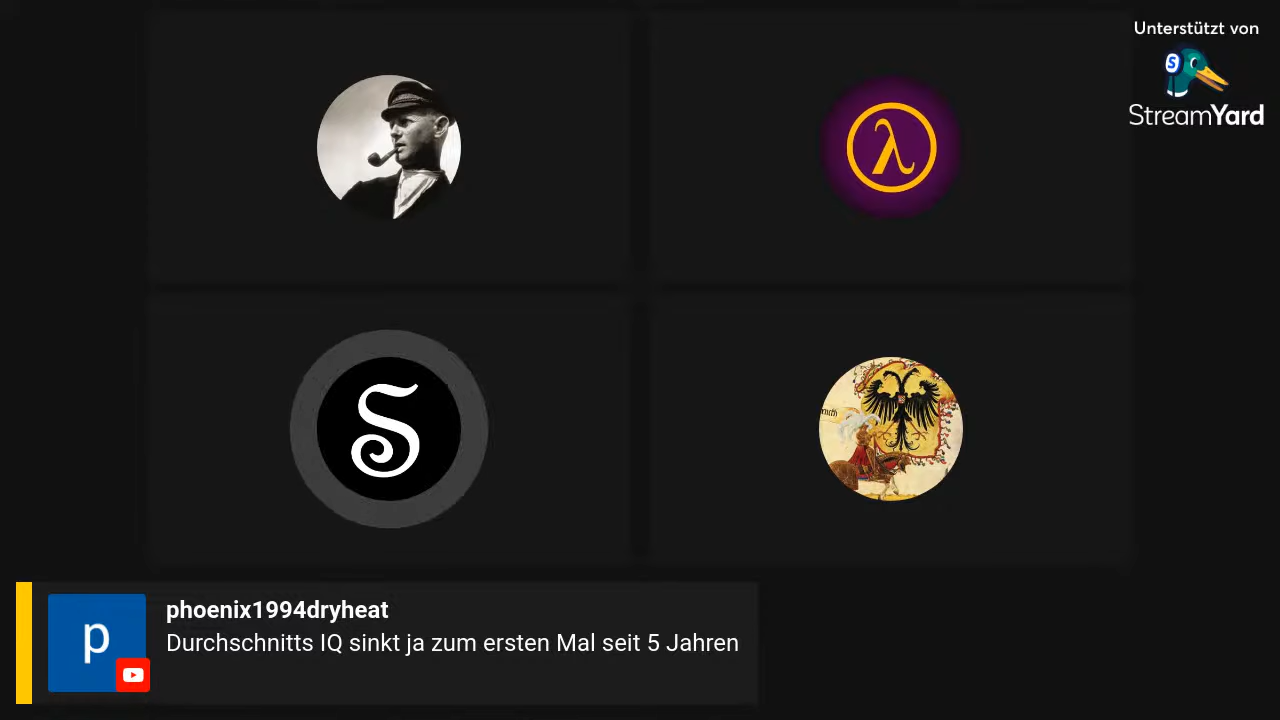 Unterstützt von
S
StreamYard
λ
S
p
phoenix1994dryheat
Durchschnitts IQ sinkt ja zum ersten Mal seit 5 Jahren